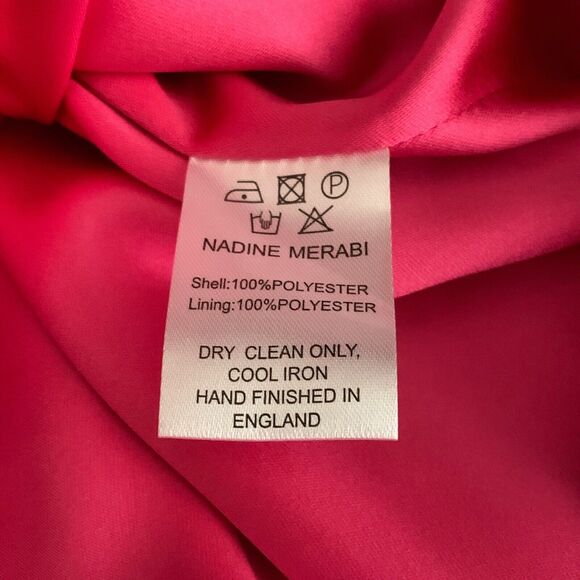 P
NADINE MERABI
Shell:100%POLYESTER
Lining:100%POLYESTER
DRY CLEAN ONLY,
COOL IRON
HAND FINISHED IN
ENGLAND